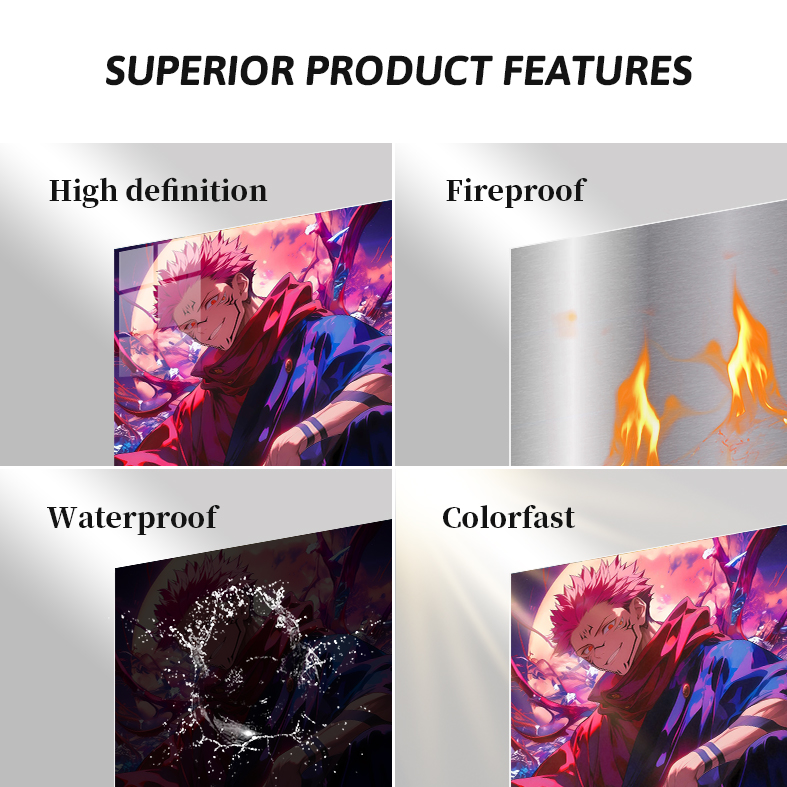 SUPERIOR PRODUCT FEATURES
High definition
Fireproof
Waterproof
Colorfast